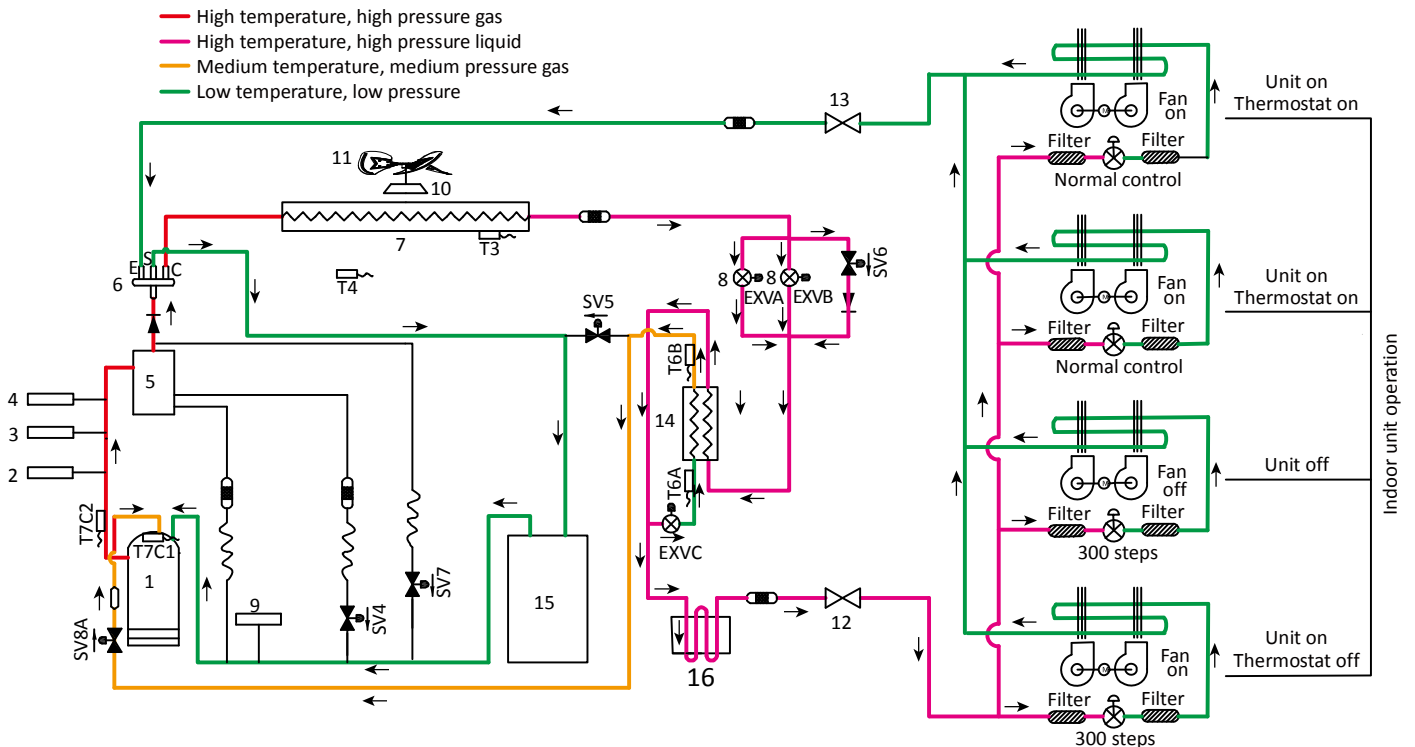 High temperature, high pressure gas
High temperature, high pressure liquid
Medium temperature, medium pressure gas
Low temperature, low pressure
13
11
10
7
T3
T4
E
S
C
6
SV5
8
EXVA
8
EXVB
SV6
T6B
14
T6A
EXVC
5
4
3
2
T7C2
T7C1
1
SV8A
9
SV4
SV7
15
16
12
M
Fan
on
Filter
Filter
Normal control
Unit on
Thermostat on
M
Fan
on
Filter
Filter
Normal control
Unit on
Thermostat on
M
Fan
off
Filter
Filter
300 steps
Unit off
M
Fan
on
Filter
Filter
300 steps
Unit on
Thermostat off
Indoor unit operation